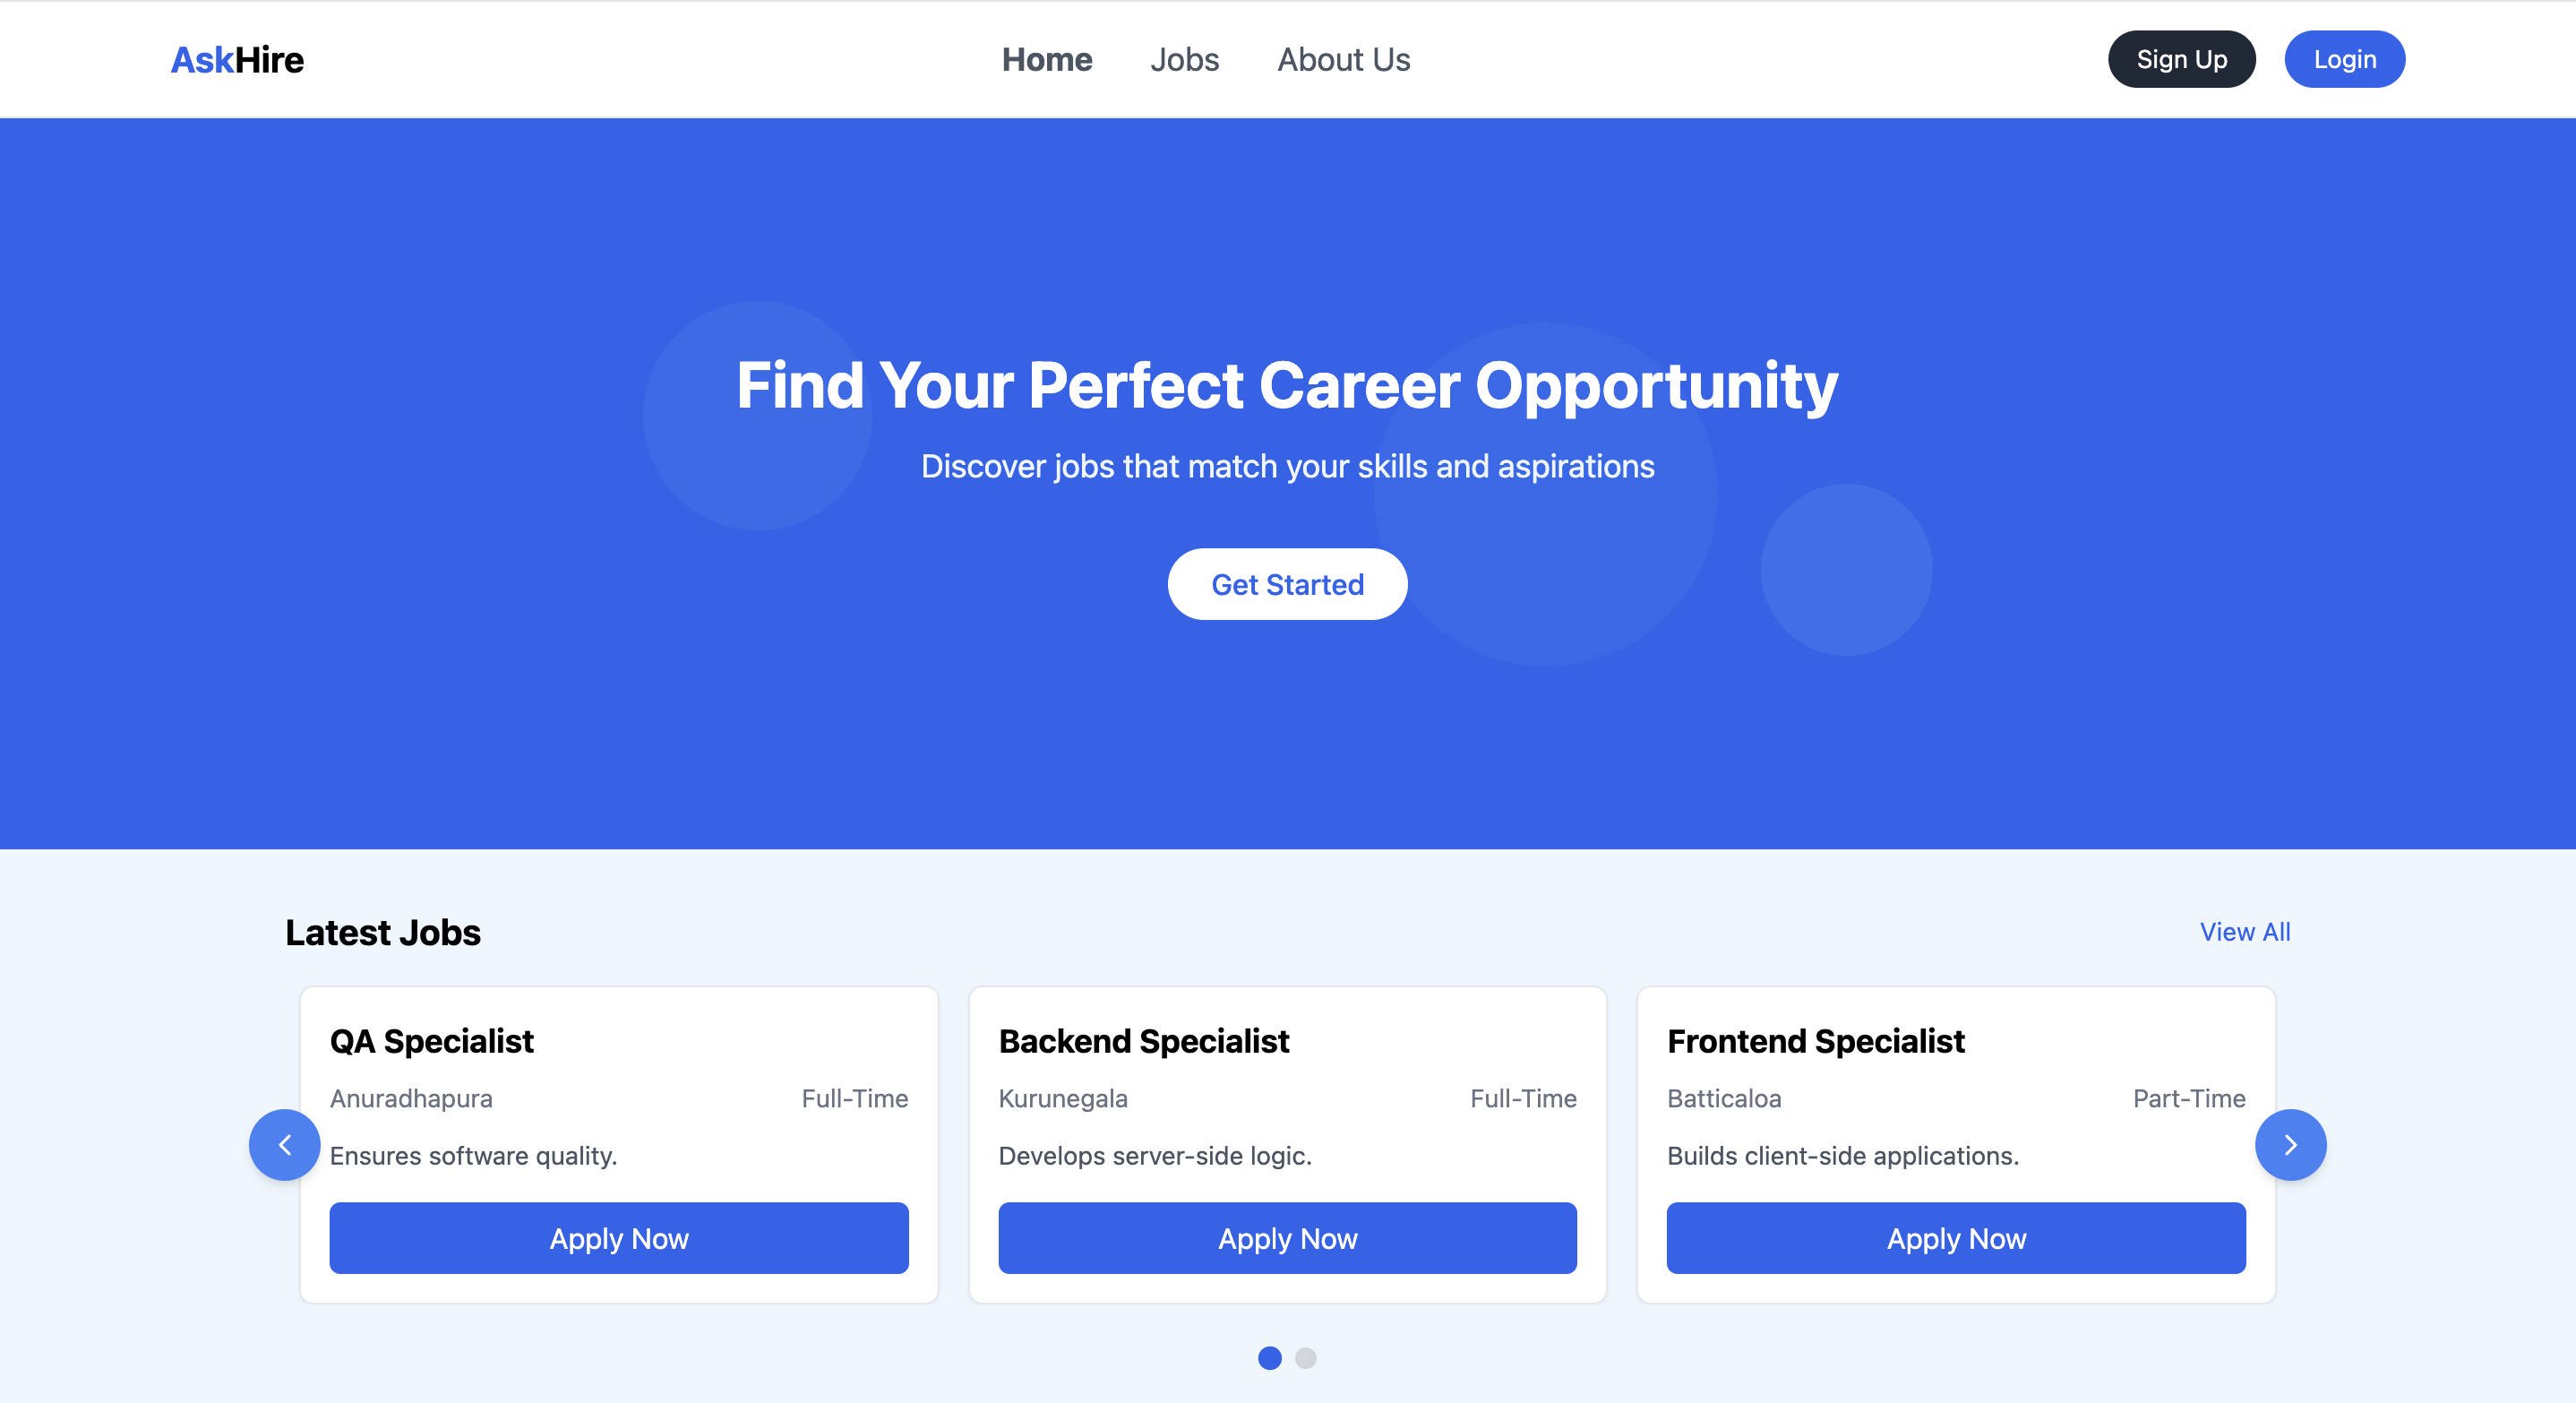 AskHire
Home Jobs About Us
Sign Up Login
Find Your Perfect Career Opportunity
Discover jobs that match your skills and aspirations
Get Started
Latest Jobs
View All
QA Specialist
Anuradhapura Full-Time
Ensures software quality.
Apply Now
Backend Specialist
Kurunegala Full-Time
Develops server-side logic.
Apply Now
Frontend Specialist
Batticaloa Part-Time
Builds client-side applications.
Apply Now